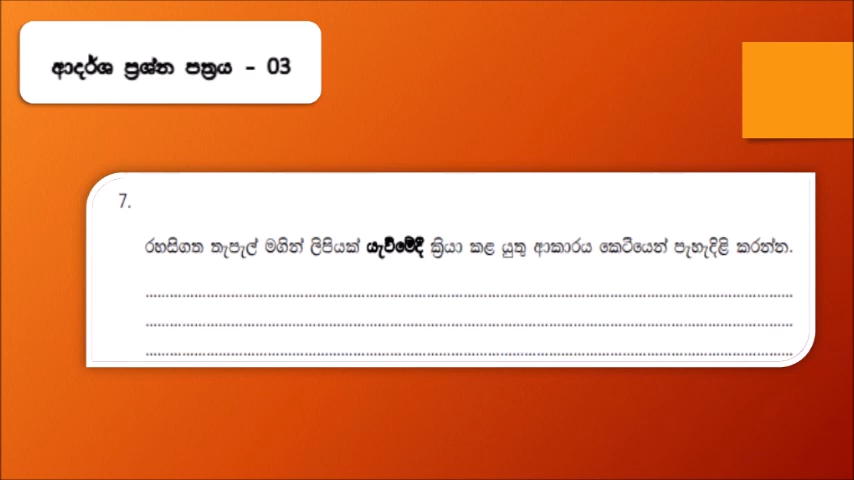 ආදර්ශ ප්‍රශ්න පත්‍රය - 03
7.
රහසිගත තැපැල් මගින් ලිපියක් යැවීමේදී ක්‍රියා කළ යුතු ආකාරය කෙටියෙන් පැහැදිළි කරන්න.